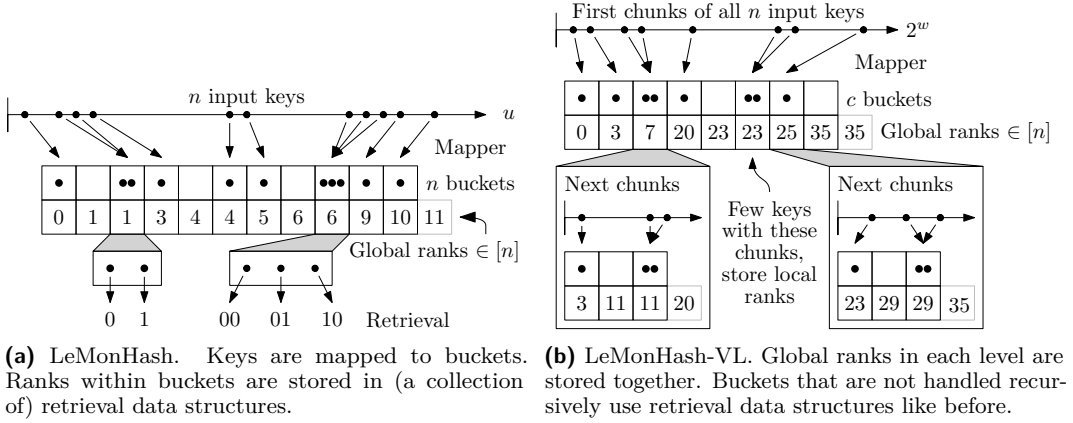 n input keys
u
Mapper
n buckets
0 1 1 3 4 4 5 6 6 9 10 11
Global ranks ∈ [n]
0 1 00 01 10 Retrieval
(a) LeMonHash. Keys are mapped to buckets.
Ranks within buckets are stored in (a collection
of) retrieval data structures.
First chunks of all n input keys
2^w
Mapper
c buckets
0 3 7 20 23 23 25 35 35 Global ranks ∈ [n]
Next chunks
3 11 11 20
Few keys
with these
chunks,
store local
ranks
Next chunks
23 29 29 35
(b) LeMonHash-VL. Global ranks in each level are
stored together. Buckets that are not handled recur-
sively use retrieval data structures like before.